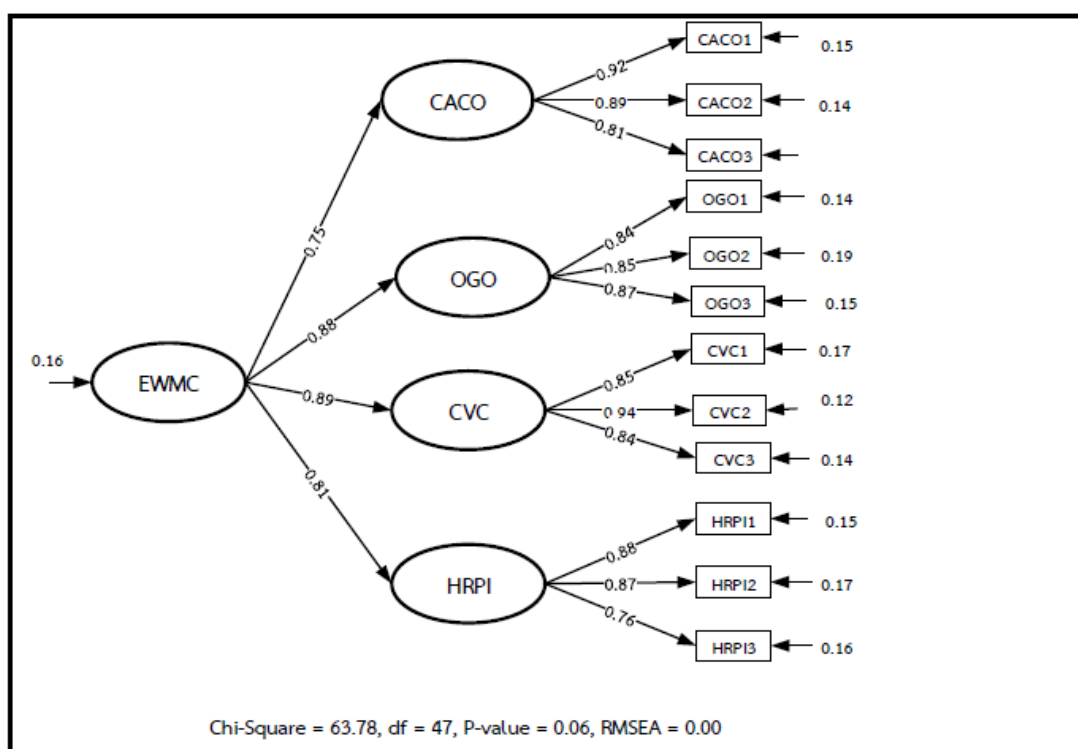 CACO1
0.15
0.92
CACO
0.89
CACO2
0.14
0.81
CACO3
OGO1
0.14
0.75
0.84
OGO
0.85
OGO2
0.19
0.87
OGO3
0.15
0.88
0.16
EWMC
CVC1
0.17
0.85
0.89
CVC
0.94
CVC2
0.12
0.84
CVC3
0.14
0.81
HRPI1
0.15
0.88
HRPI
0.87
HRPI2
0.17
0.76
HRPI3
0.16
Chi-Square = 63.78, df = 47, P-value = 0.06, RMSEA = 0.00